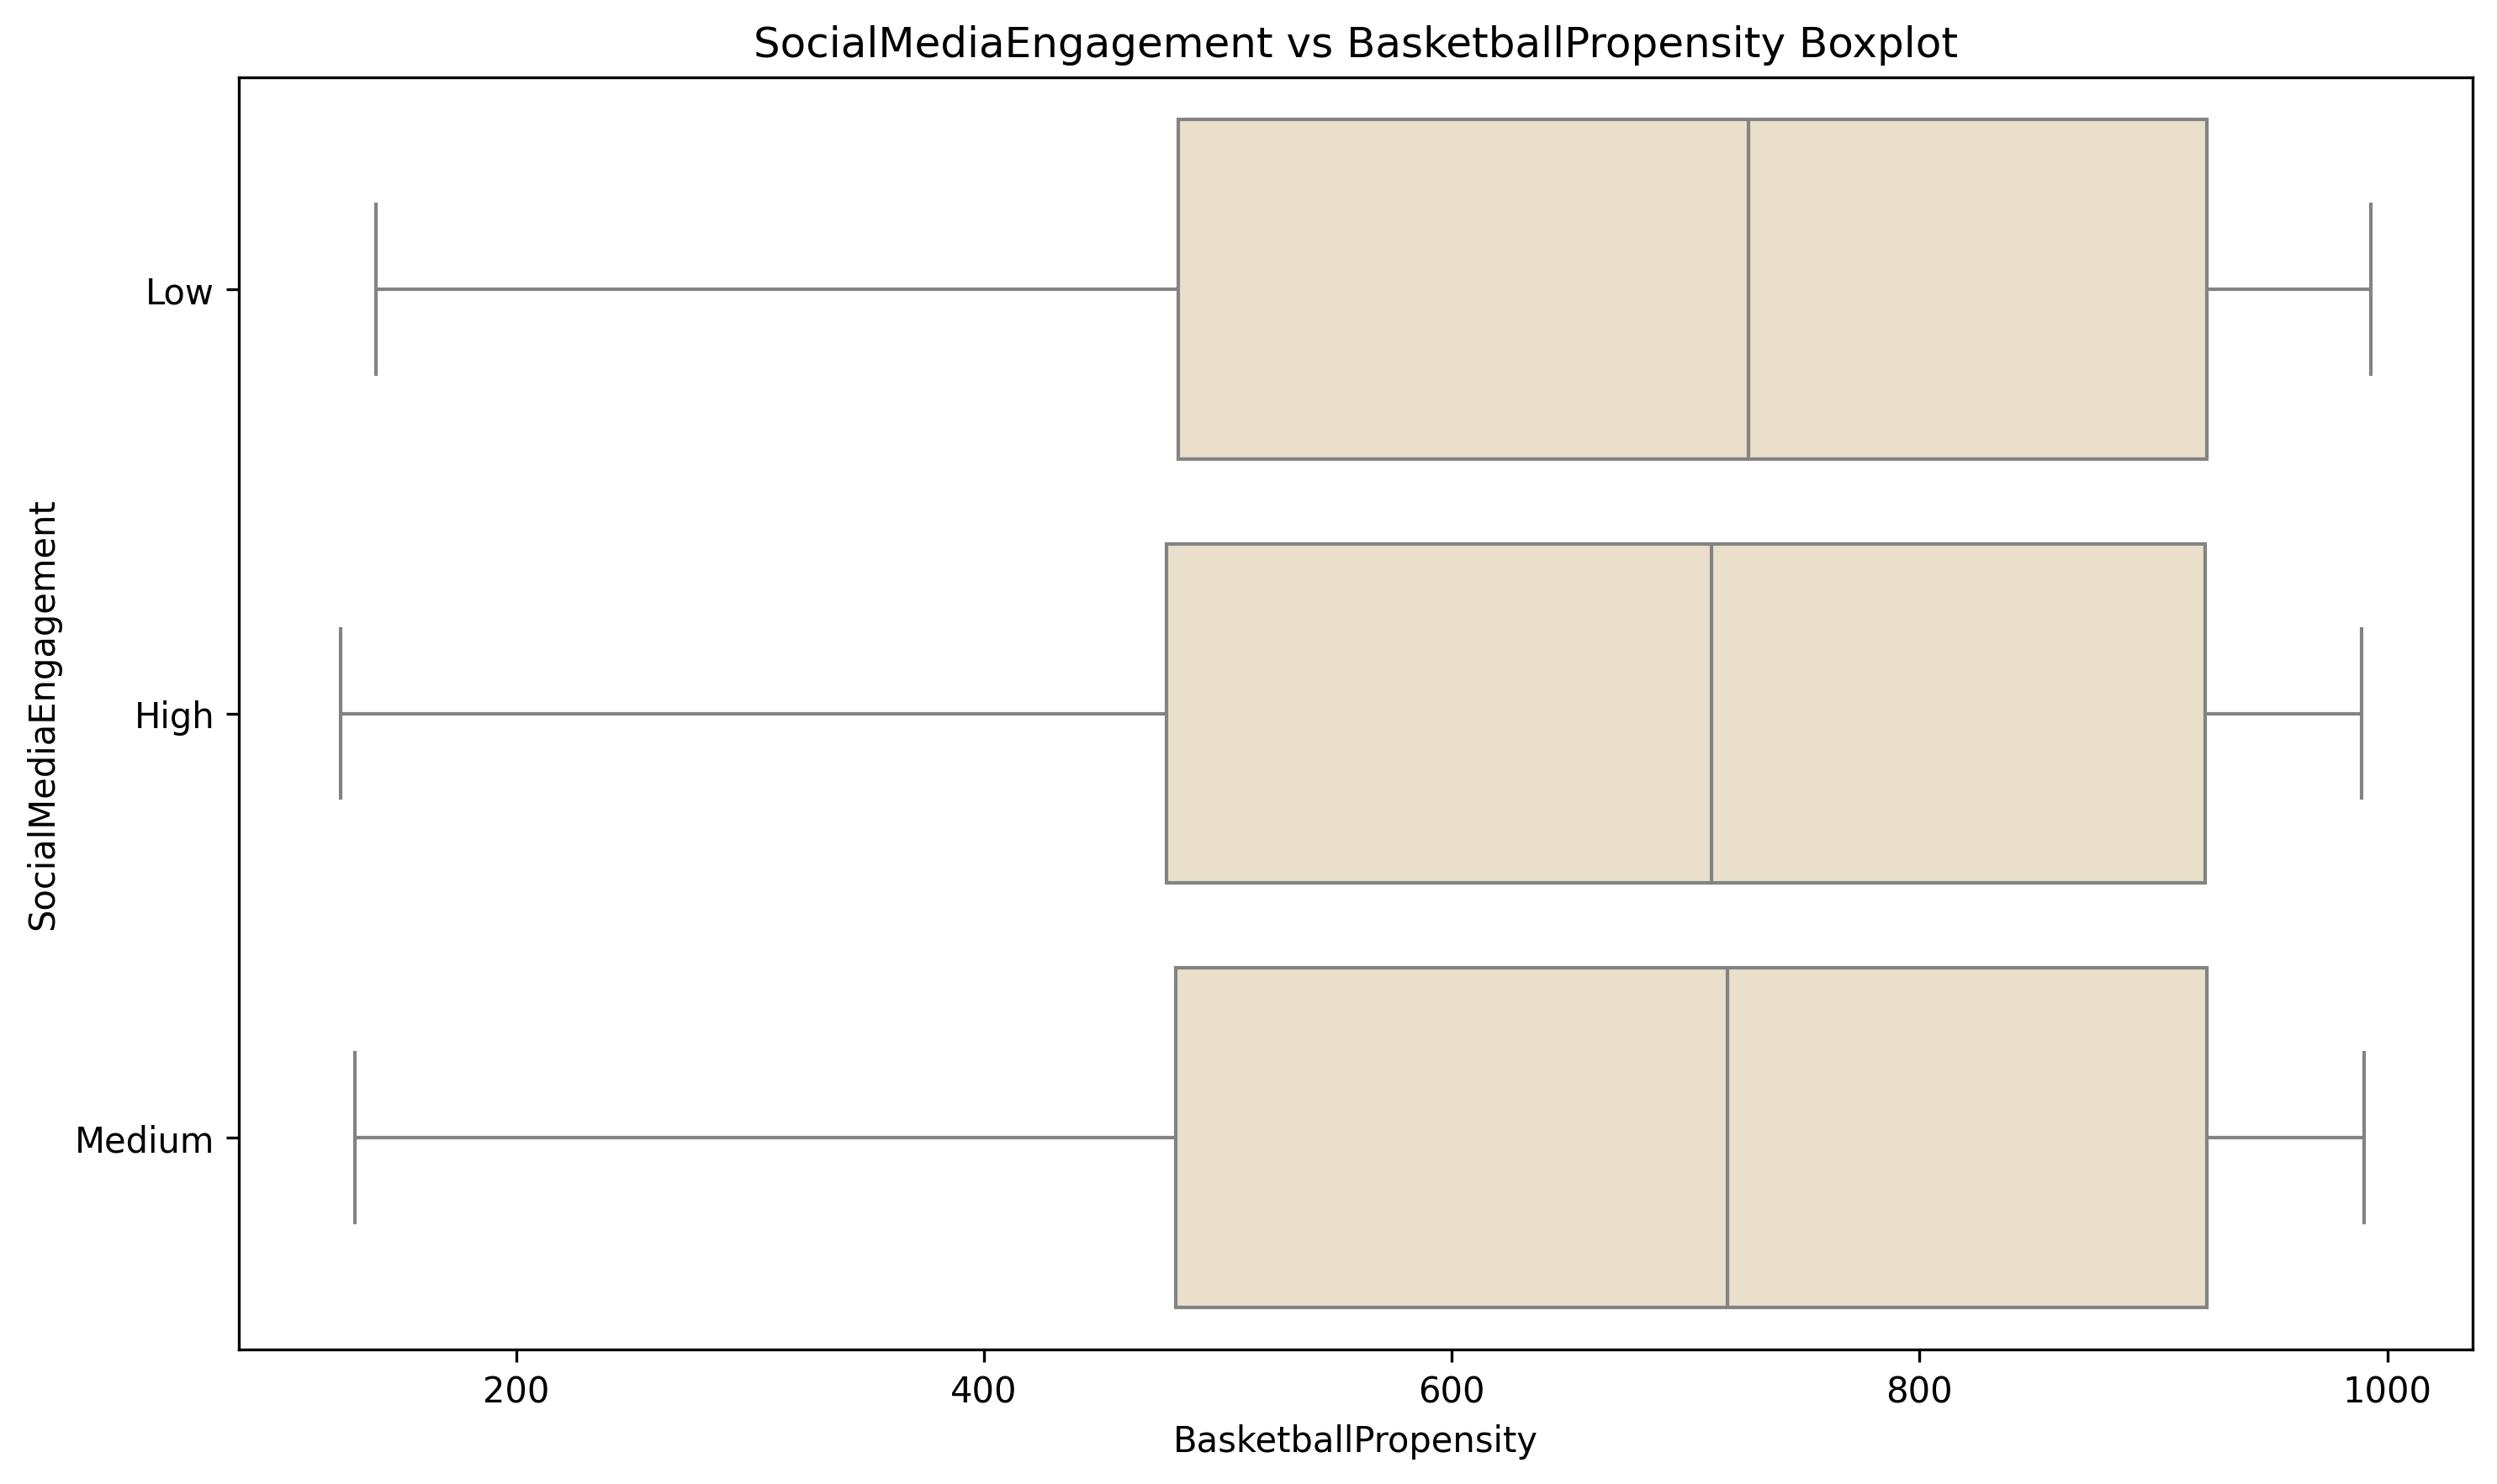 SocialMediaEngagement vs BasketballPropensity Boxplot
SocialMediaEngagement
Low
High
Medium
200
400
600
800
1000
BasketballPropensity